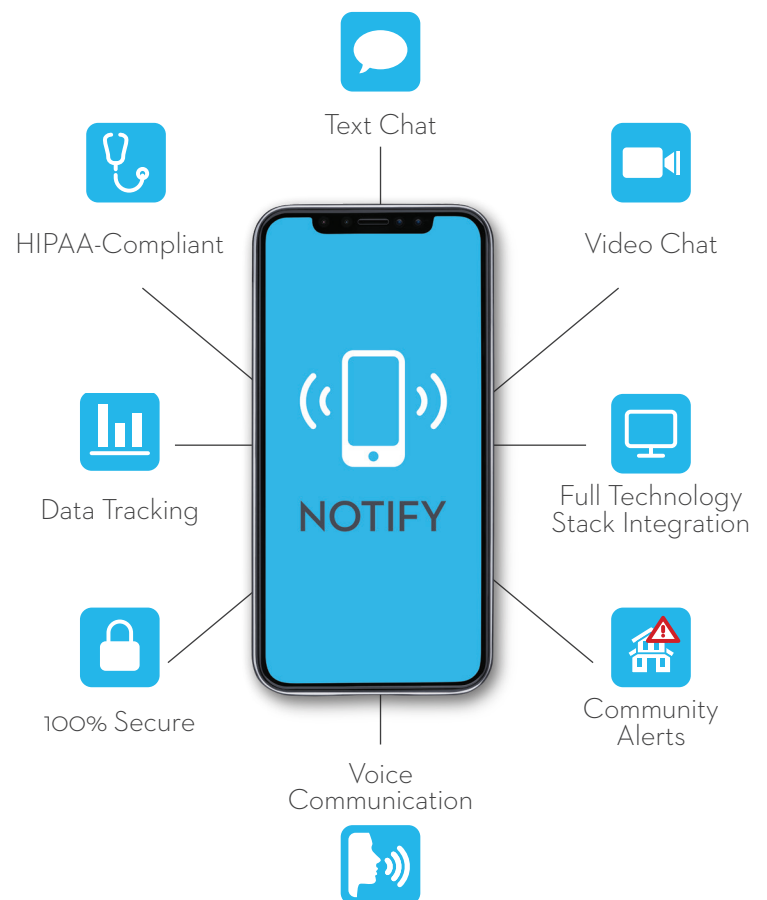 Text Chat
HIPAA-Compliant
Video Chat
NOTIFY
Data Tracking
Full Technology
Stack Integration
100% Secure
Community
Alerts
Voice
Communication